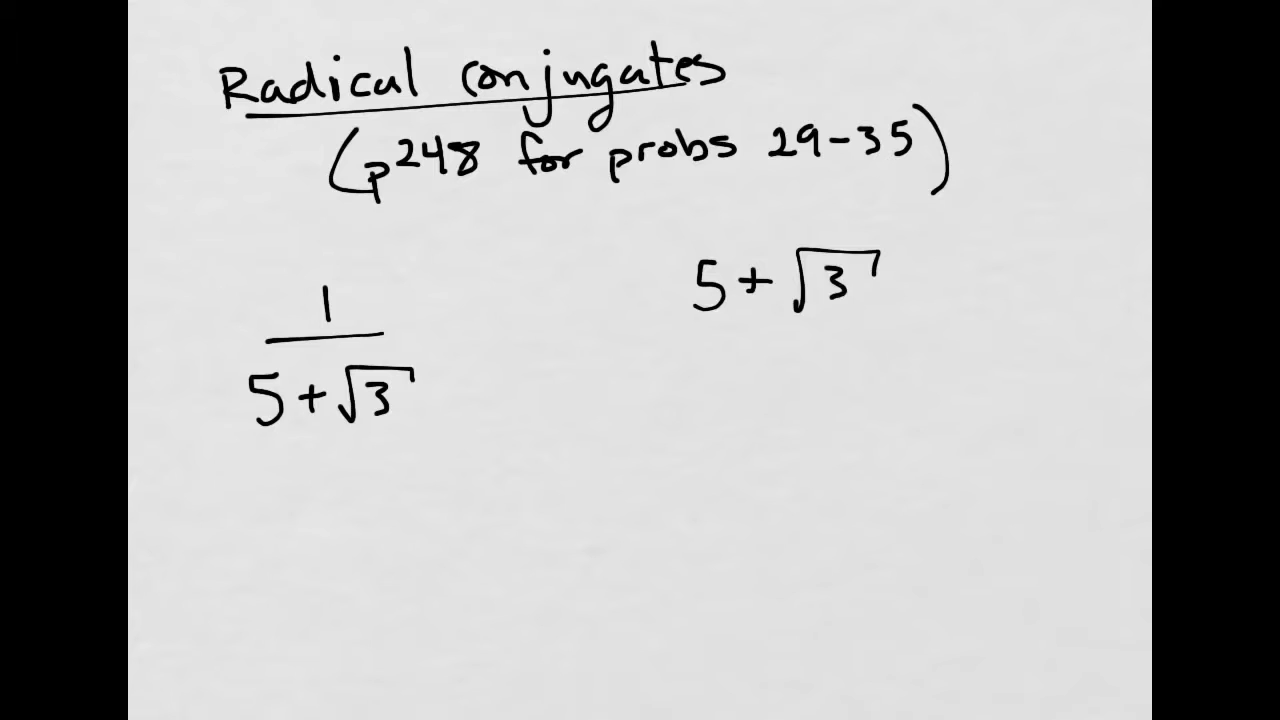 Radical conjugates
(p248 for probs 29-35)
5 + √3
1
5 + √3